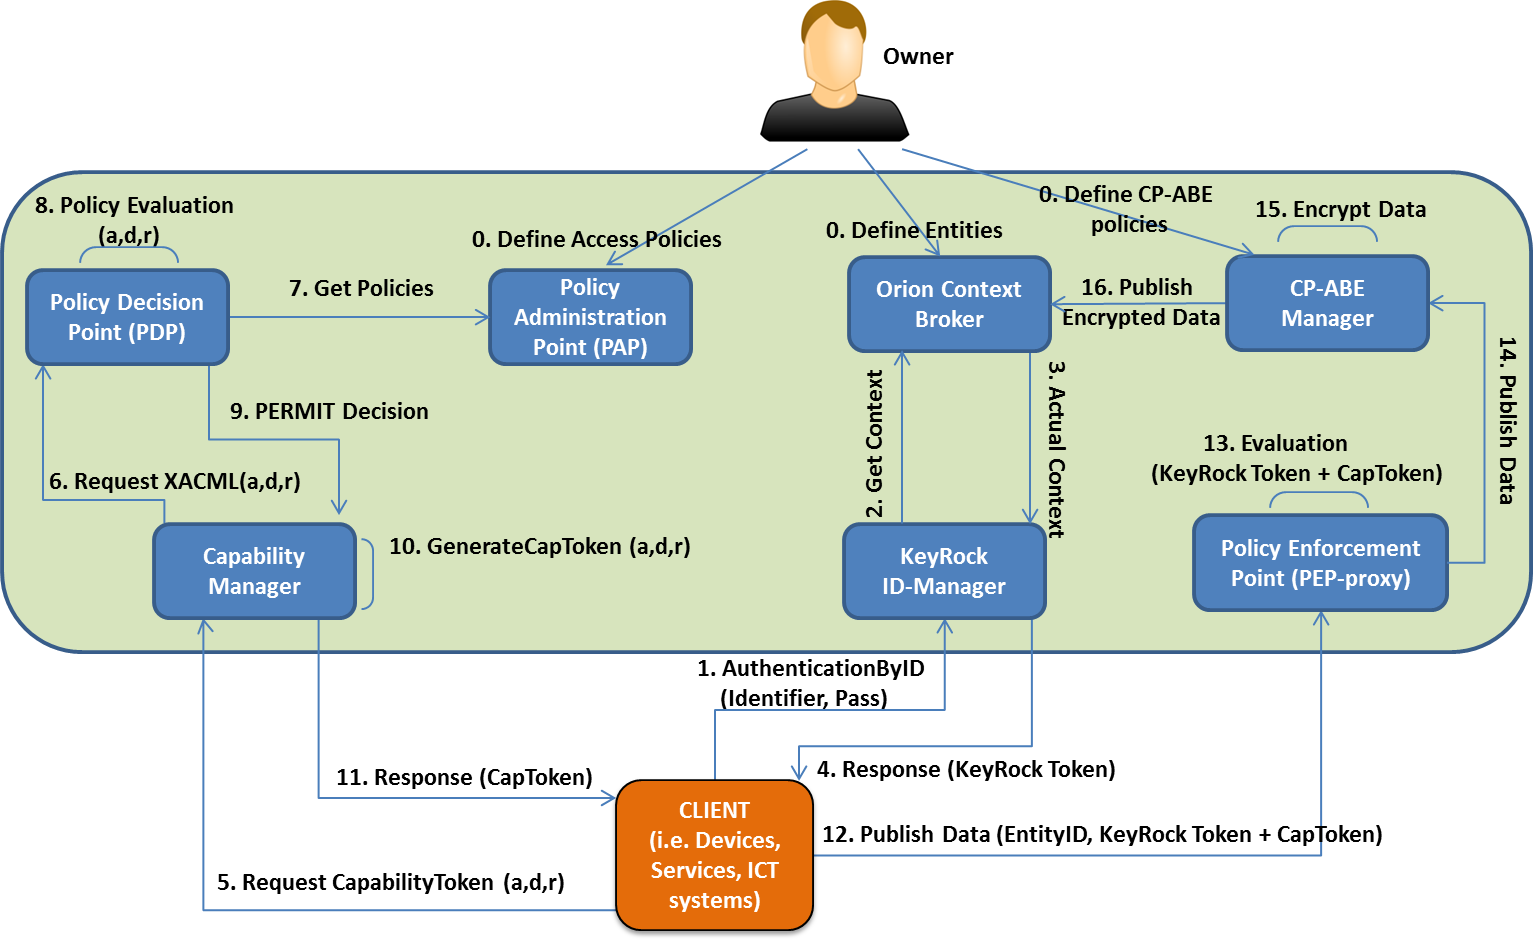 Owner
8. Policy Evaluation
(a,d,r)
0. Define Access Policies
0. Define Entities
0. Define CP-ABE
policies
15. Encrypt Data
Policy Decision
Point (PDP)
7. Get Policies
Policy
Administration
Point (PAP)
Orion Context
Broker
16. Publish
Encrypted Data
CP-ABE
Manager
9. PERMIT Decision
2. Get Context
3. Actual Context
14. Publish Data
13. Evaluation
(KeyRock Token + CapToken)
6. Request XACML(a,d,r)
Capability
Manager
10. GenerateCapToken (a,d,r)
KeyRock
ID-Manager
Policy Enforcement
Point (PEP-proxy)
1. AuthenticationByID
(Identifier, Pass)
11. Response (CapToken)
4. Response (KeyRock Token)
CLIENT
(i.e. Devices,
Services, ICT
systems)
12. Publish Data (EntityID, KeyRock Token + CapToken)
5. Request CapabilityToken (a,d,r)